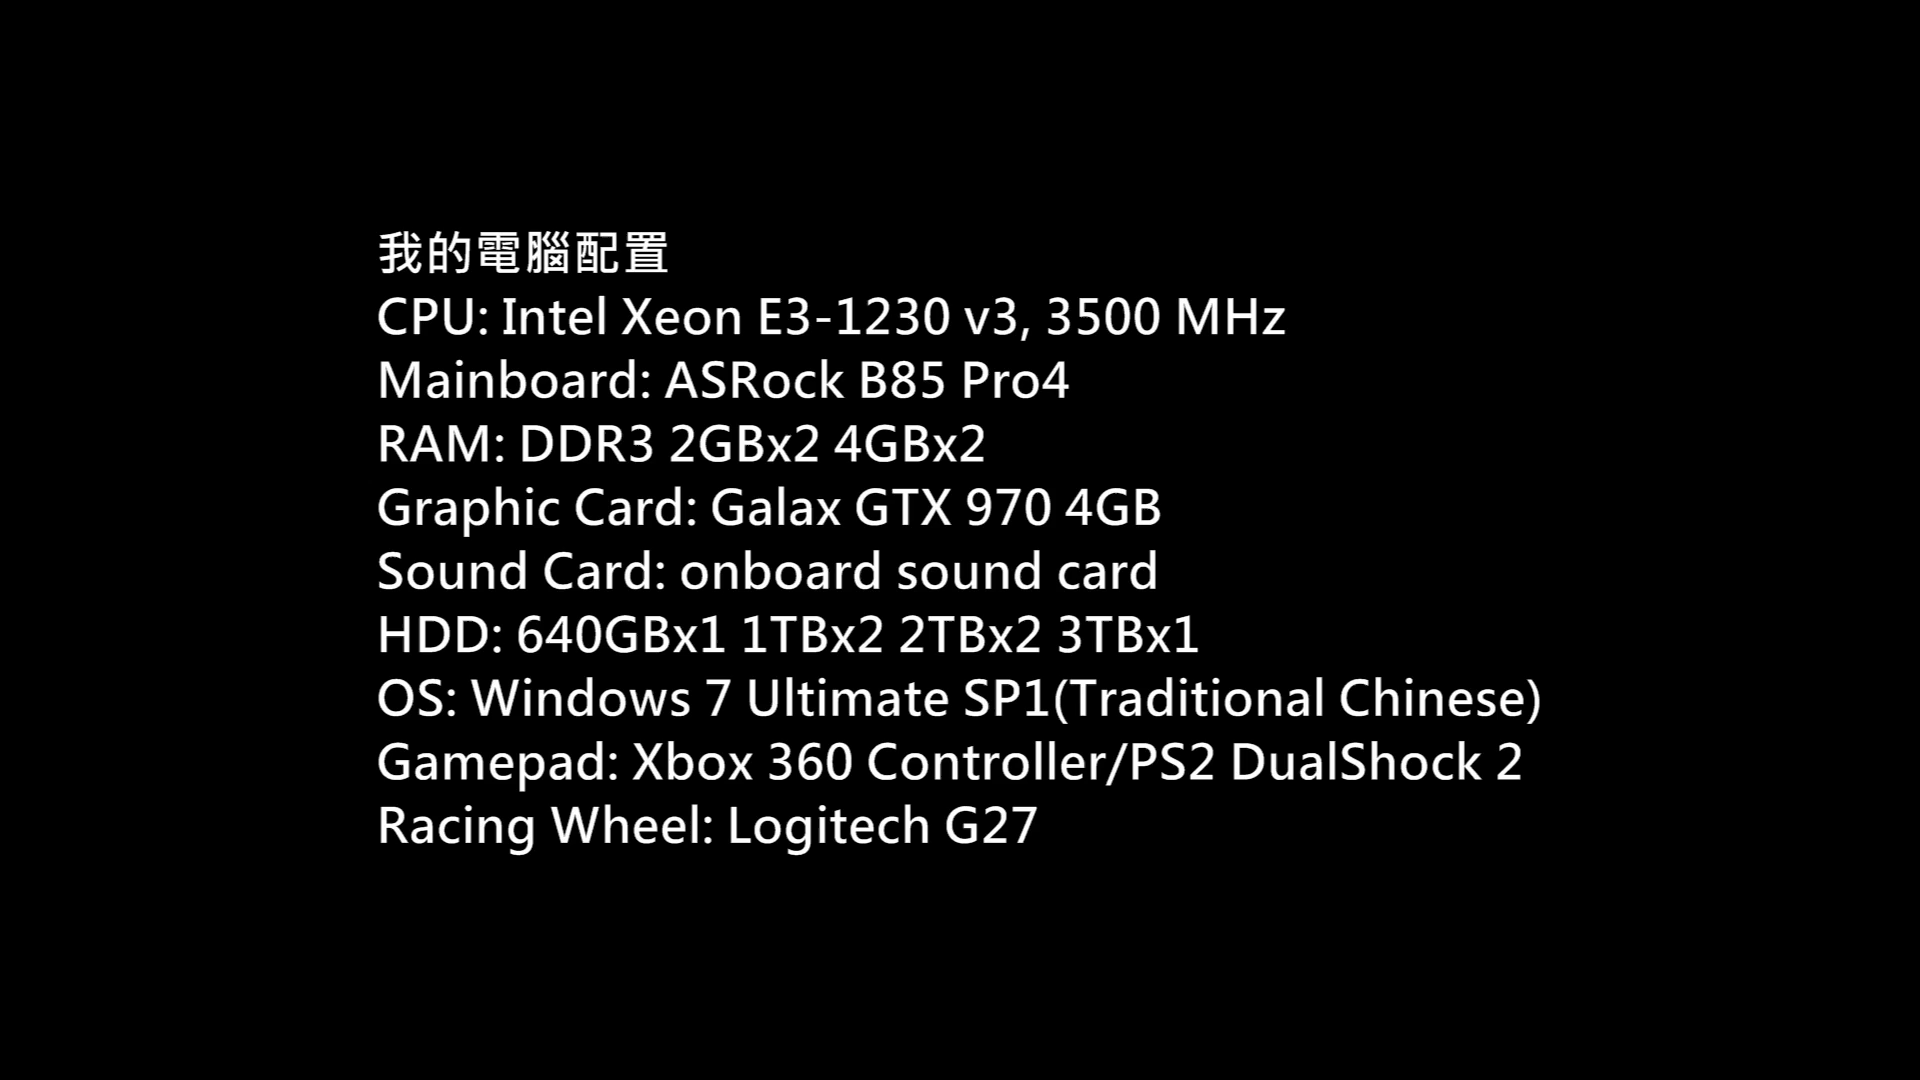 我的電腦配置
CPU: Intel Xeon E3-1230 v3, 3500 MHz
Mainboard: ASRock B85 Pro4
RAM: DDR3 2GBx2 4GBx2
Graphic Card: Galax GTX 970 4GB
Sound Card: onboard sound card
HDD: 640GBx1 1TBx2 2TBx2 3TBx1
OS: Windows 7 Ultimate SP1(Traditional Chinese)
Gamepad: Xbox 360 Controller/PS2 DualShock 2
Racing Wheel: Logitech G27